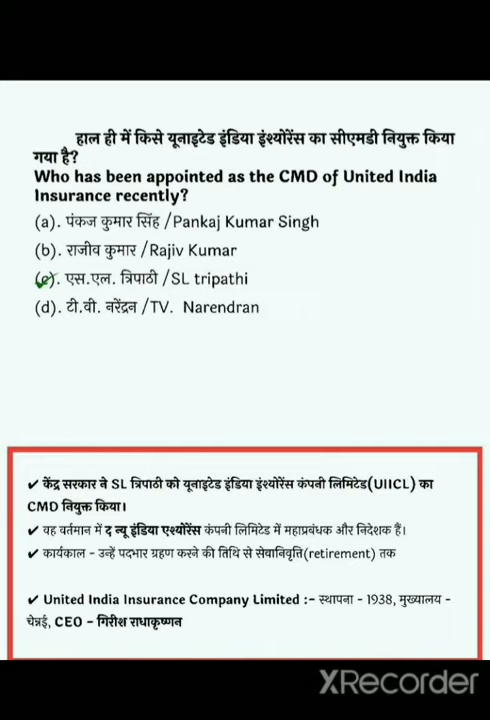 हाल ही में किसे यूनाइटेड इंडिया इंश्योरेंस का सीएमडी नियुक्त किया
गया है?
Who has been appointed as the CMD of United India
Insurance recently?
(a). पंकज कुमार सिंह /Pankaj Kumar Singh
(b). राजीव कुमार /Rajiv Kumar
(c). एस.एल. त्रिपाठी /SL tripathi
(d). टी.वी. नरेंद्रन /TV. Narendran
✔ केंद्र सरकार ने SL त्रिपाठी को यूनाइटेड इंडिया इंश्योरेंस कंपनी लिमिटेड(UIICL) का
CMD नियुक्त किया।
✔ वह वर्तमान में द न्यू इंडिया एश्योरेंस कंपनी लिमिटेड में महाप्रबंधक और निदेशक हैं।
✔ कार्यकाल - उन्हें पदभार ग्रहण करने की तिथि से सेवानिवृत्ति(retirement) तक
✔ United India Insurance Company Limited :- स्थापना - 1938, मुख्यालय -
चेन्नई, CEO - गिरीश राधाकृष्णन
XRecorder